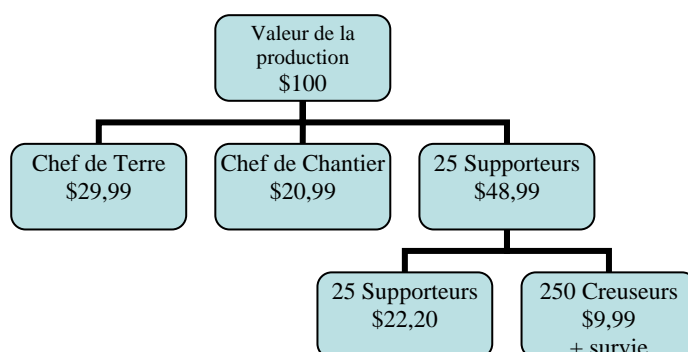 Valeur de la
production
$100
Chef de Terre
$29,99
Chef de Chantier
$20,99
25 Supporteurs
$48,99
25 Supporteurs
$22,20
250 Creuseurs
$9,99
+ survie